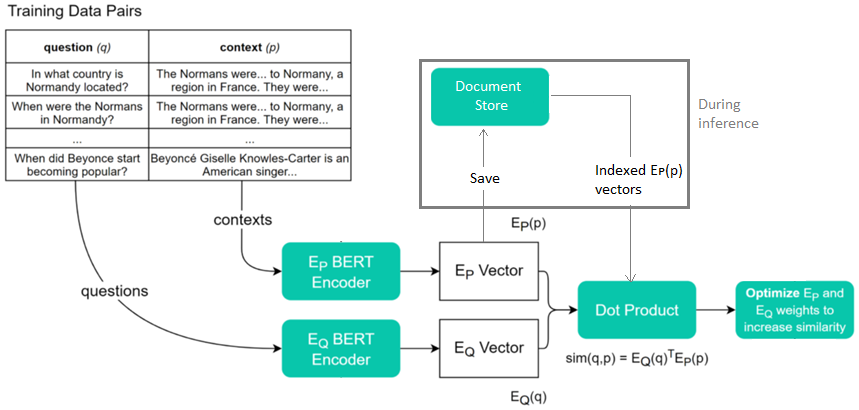 Training Data Pairs
question (q)
context (p)
In what country is
Normandy located?
The Normans were... to Normany, a
region in France. They were...
When were the Normans
in Normandy?
The Normans were... to Normany, a
region in France. They were...
...
...
When did Beyonce start
becoming popular?
Beyoncé Giselle Knowles-Carter is an
American singer...
Document
Store
During
inference
Save
Indexed EP(p)
vectors
contexts
questions
EP(p)
EP BERT
Encoder
EP Vector
Dot Product
Optimize EP and
EQ weights to
increase similarity
EQ BERT
Encoder
EQ Vector
sim(q,p) = EQ(q)TEP(p)
EQ(q)